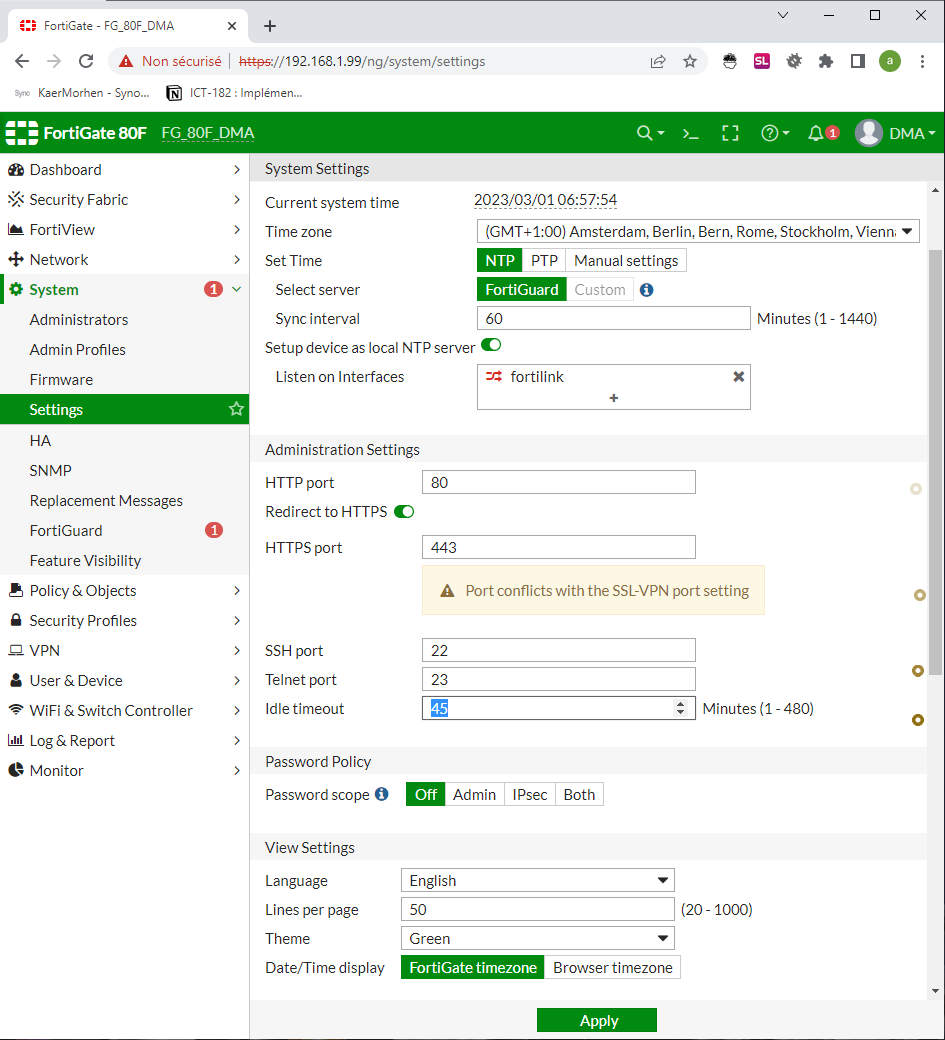 FortiGate - FG_80F_DMA
Non sécurisé | https://192.168.1.99/ng/system/settings
SL
a
Sync KaerMorhen - Syno...
ICT-182 : Implémen...
FortiGate 80F FG_80F_DMA
1 DMA
Dashboard
Security Fabric
FortiView
Network
System 1
Administrators
Admin Profiles
Firmware
Settings
HA
SNMP
Replacement Messages
FortiGuard 1
Feature Visibility
Policy & Objects
Security Profiles
VPN
User & Device
WiFi & Switch Controller
Log & Report
Monitor
System Settings
Current system time 2023/03/01 06:57:54
Time zone (GMT+1:00) Amsterdam, Berlin, Bern, Rome, Stockholm, Vienna
Set Time NTP PTP Manual settings
Select server FortiGuard Custom
Sync interval 60 Minutes (1 - 1440)
Setup device as local NTP server
Listen on Interfaces fortilink
+
Administration Settings
HTTP port 80
Redirect to HTTPS
HTTPS port 443
Port conflicts with the SSL-VPN port setting
SSH port 22
Telnet port 23
Idle timeout 45 Minutes (1 - 480)
Password Policy
Password scope Off Admin IPsec Both
View Settings
Language English
Lines per page 50 (20 - 1000)
Theme Green
Date/Time display FortiGate timezone Browser timezone
Apply